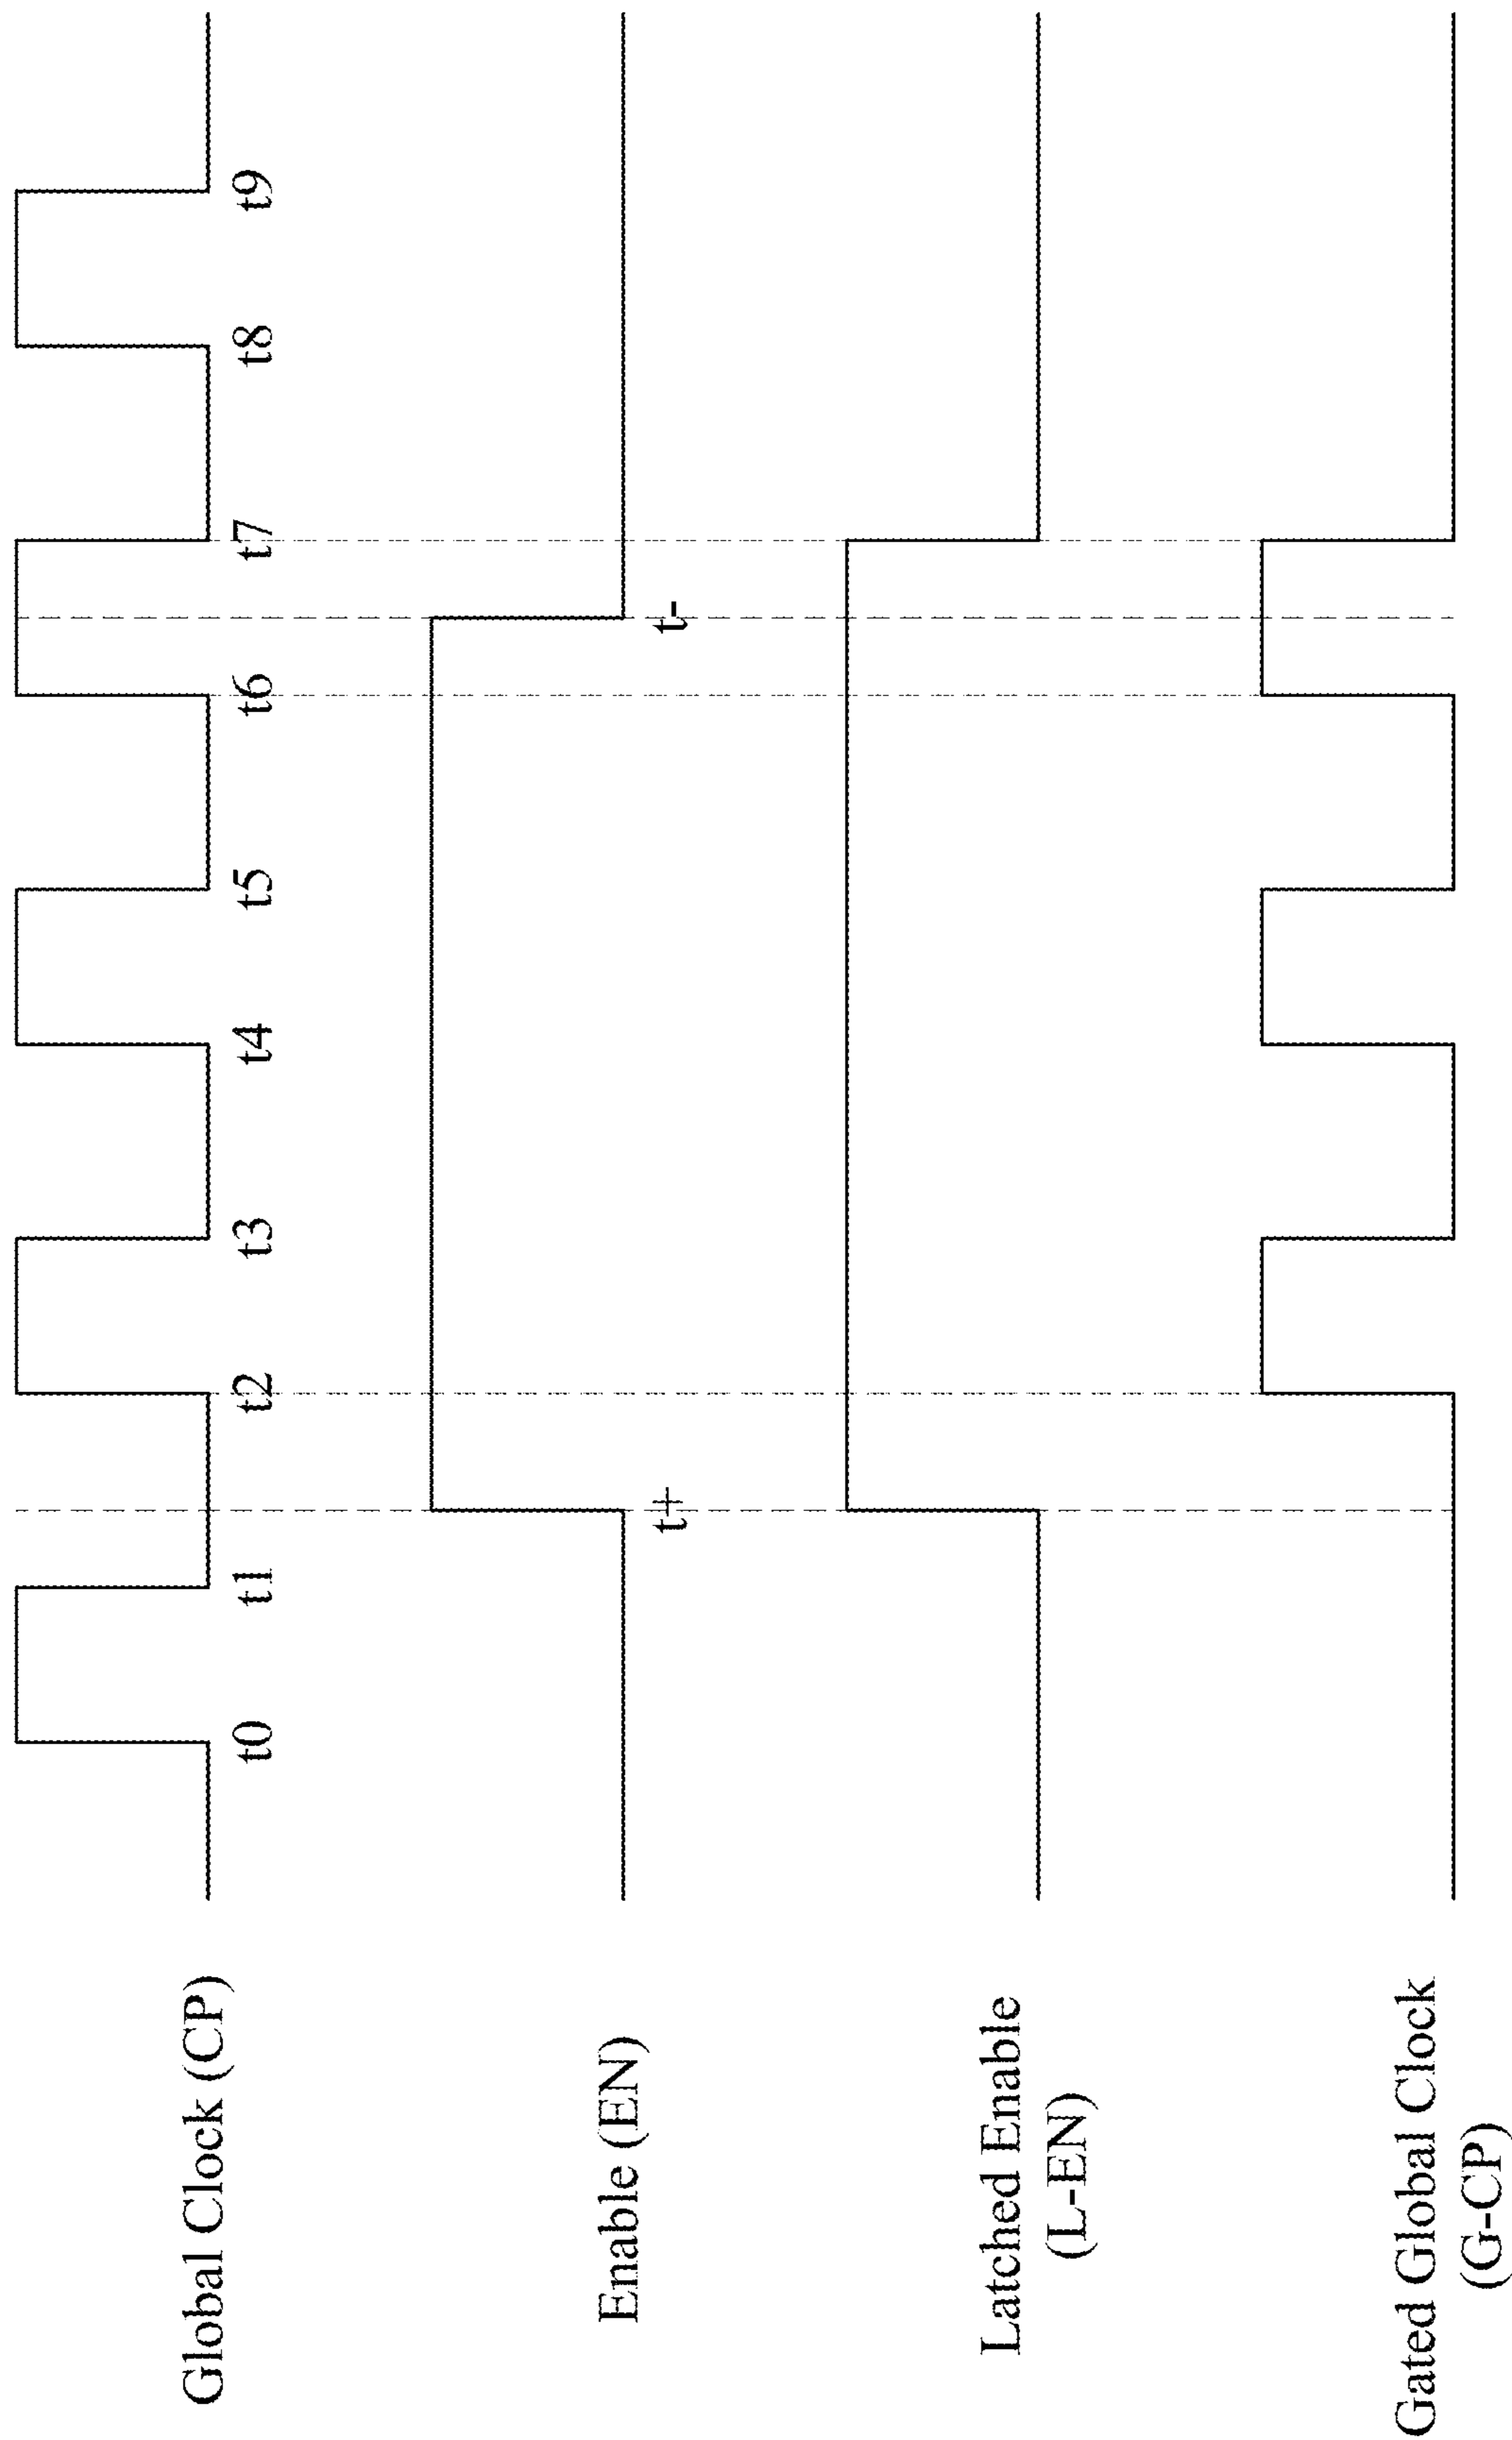 Global Clock (CP)
t0 t1 t2 t3 t4 t5 t6 t7 t8 t9
Enable (EN)
t+ t-
Latched Enable
(L-EN)
Gated Global Clock
(G-CP)